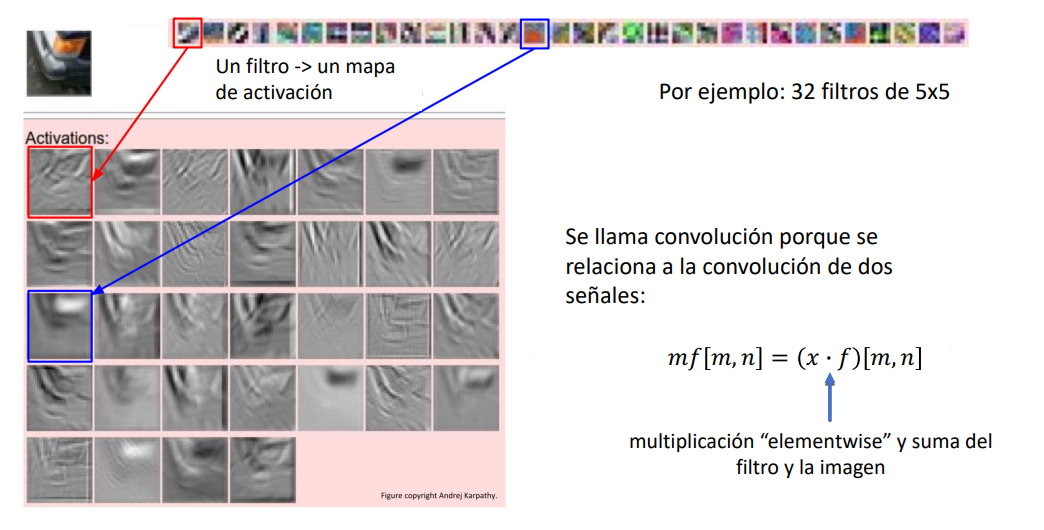 Un filtro -> un mapa
de activación
Por ejemplo: 32 filtros de 5x5
Activations:
Se llama convolución porque se
relaciona a la convolución de dos
señales:
𝑚𝑓[𝑚, 𝑛] = (𝑥 · 𝑓)[𝑚, 𝑛]
multiplicación “elementwise” y suma del
filtro y la imagen
Figure copyright Andrej Karpathy.